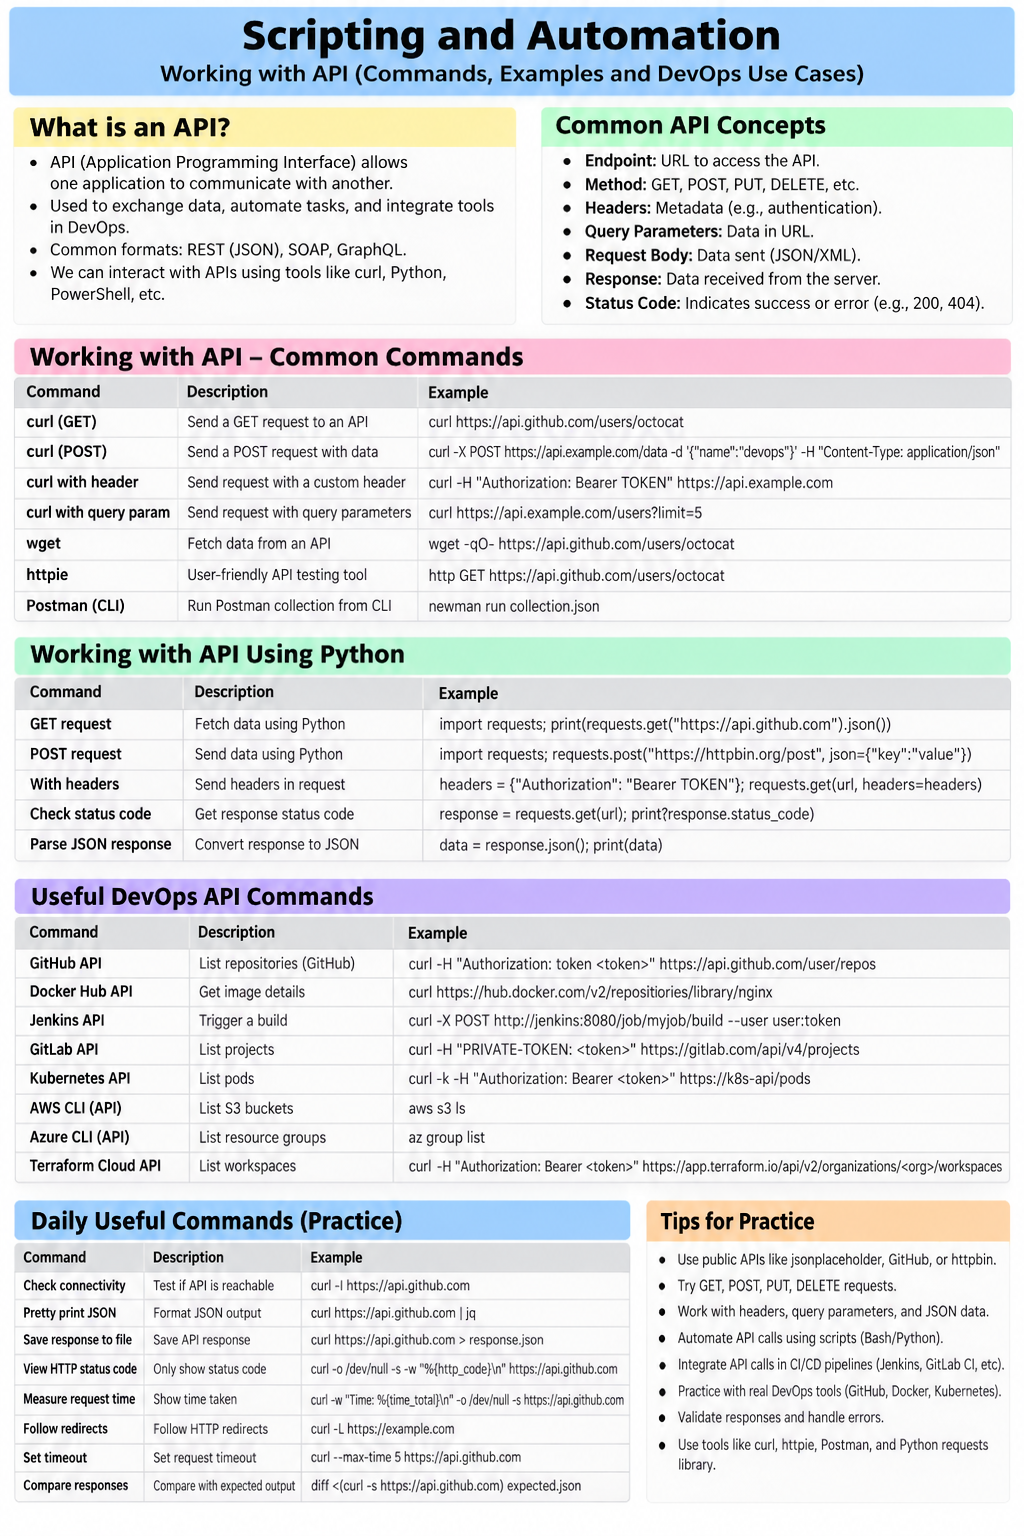 Scripting and Automation
Working with API (Commands, Examples and DevOps Use Cases)
What is an API?
• API (Application Programming Interface) allows
one application to communicate with another.
• Used to exchange data, automate tasks, and integrate tools
in DevOps.
• Common formats: REST (JSON), SOAP, GraphQL.
• We can interact with APIs using tools like curl, Python,
PowerShell, etc.
Common API Concepts
• Endpoint: URL to access the API.
• Method: GET, POST, PUT, DELETE, etc.
• Headers: Metadata (e.g., authentication).
• Query Parameters: Data in URL.
• Request Body: Data sent (JSON/XML).
• Response: Data received from the server.
• Status Code: Indicates success or error (e.g., 200, 404).
Working with API – Common Commands
Command Description Example
curl (GET) Send a GET request to an API curl https://api.github.com/users/octocat
curl (POST) Send a POST request with data curl -X POST https://api.example.com/data -d '{"name":"devops"}' -H "Content-Type: application/json"
curl with header Send request with a custom header curl -H "Authorization: Bearer TOKEN" https://api.example.com
curl with query param Send request with query parameters curl https://api.example.com/users?limit=5
wget Fetch data from an API wget -qO- https://api.github.com/users/octocat
httpie User-friendly API testing tool http GET https://api.github.com/users/octocat
Postman (CLI) Run Postman collection from CLI newman run collection.json
Working with API Using Python
Command Description Example
GET request Fetch data using Python import requests; print(requests.get("https://api.github.com").json())
POST request Send data using Python import requests; requests.post("https://httpbin.org/post", json={"key":"value"})
With headers Send headers in request headers = {"Authorization": "Bearer TOKEN"}; requests.get(url, headers=headers)
Check status code Get response status code response = requests.get(url); print?response.status_code)
Parse JSON response Convert response to JSON data = response.json(); print(data)
Useful DevOps API Commands
Command Description Example
GitHub API List repositories (GitHub) curl -H "Authorization: token <token>" https://api.github.com/user/repos
Docker Hub API Get image details curl https://hub.docker.com/v2/repositiories/library/nginx
Jenkins API Trigger a build curl -X POST http://jenkins:8080/job/myjob/build --user user:token
GitLab API List projects curl -H "PRIVATE-TOKEN: <token>" https://gitlab.com/api/v4/projects
Kubernetes API List pods curl -k -H "Authorization: Bearer <token>" https://k8s-api/pods
AWS CLI (API) List S3 buckets aws s3 ls
Azure CLI (API) List resource groups az group list
Terraform Cloud API List workspaces curl -H "Authorization: Bearer <token>" https://app.terraform.io/api/v2/organizations/<org>/workspaces
Daily Useful Commands (Practice)
Command Description Example
Check connectivity Test if API is reachable curl -I https://api.github.com
Pretty print JSON Format JSON output curl https://api.github.com | jq
Save response to file Save API response curl https://api.github.com > response.json
View HTTP status code Only show status code curl -o /dev/null -s -w "%{http_code}\n" https://api.github.com
Measure request time Show time taken curl -w "Time: %{time_total}\n" -o /dev/null -s https://api.github.com
Follow redirects Follow HTTP redirects curl -L https://example.com
Set timeout Set request timeout curl --max-time 5 https://api.github.com
Compare responses Compare with expected output diff <(curl -s https://api.github.com) expected.json
Tips for Practice
• Use public APIs like jsonplaceholder, GitHub, or httpbin.
• Try GET, POST, PUT, DELETE requests.
• Work with headers, query parameters, and JSON data.
• Automate API calls using scripts (Bash/Python).
• Integrate API calls in CI/CD pipelines (Jenkins, GitLab CI, etc).
• Practice with real DevOps tools (GitHub, Docker, Kubernetes).
• Validate responses and handle errors.
• Use tools like curl, httpie, Postman, and Python requests
library.